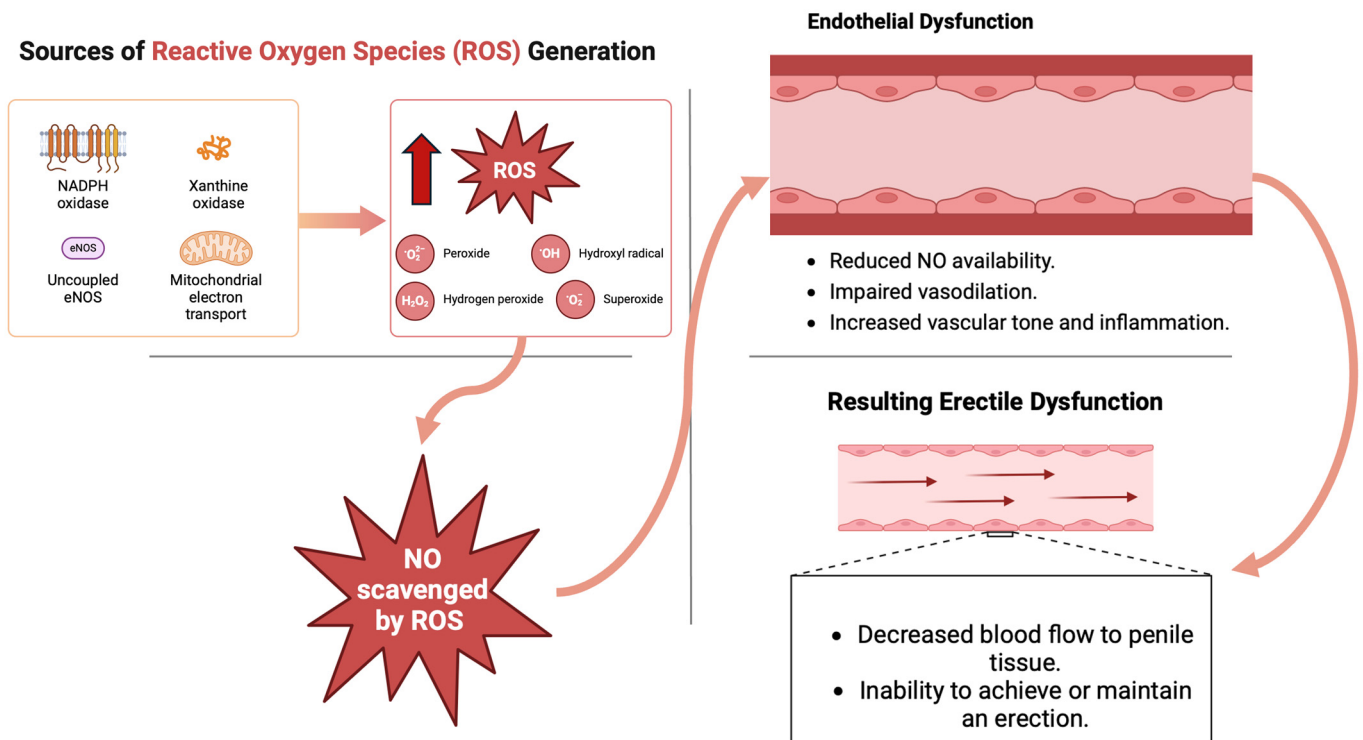 Sources of Reactive Oxygen Species (ROS) Generation
NADPH
oxidase
Xanthine
oxidase
eNOS
Uncoupled
eNOS
Mitochondrial
electron
transport
ROS
·O₂²⁻
Peroxide
·OH
Hydroxyl radical
H₂O₂
Hydrogen peroxide
·O₂⁻
Superoxide
NO
scavenged
by ROS
Endothelial Dysfunction
• Reduced NO availability.
• Impaired vasodilation.
• Increased vascular tone and inflammation.
Resulting Erectile Dysfunction
• Decreased blood flow to penile
tissue.
• Inability to achieve or maintain
an erection.